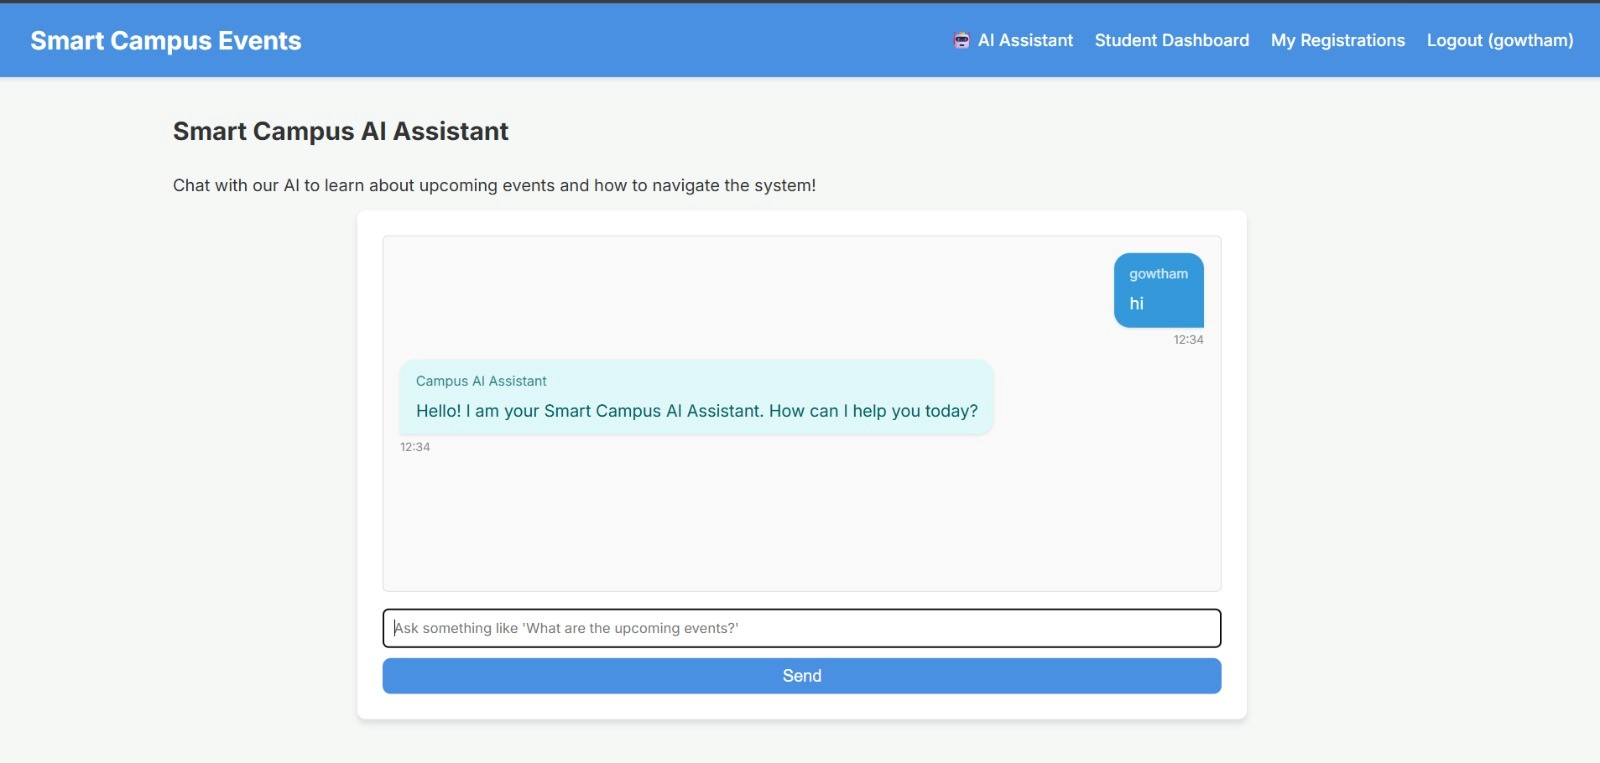 Smart Campus Events
AI Assistant
Student Dashboard
My Registrations
Logout (gowtham)
Smart Campus AI Assistant
Chat with our AI to learn about upcoming events and how to navigate the system!
gowtham
hi
12:34
Campus AI Assistant
Hello! I am your Smart Campus AI Assistant. How can I help you today?
12:34
Ask something like 'What are the upcoming events?'
Send